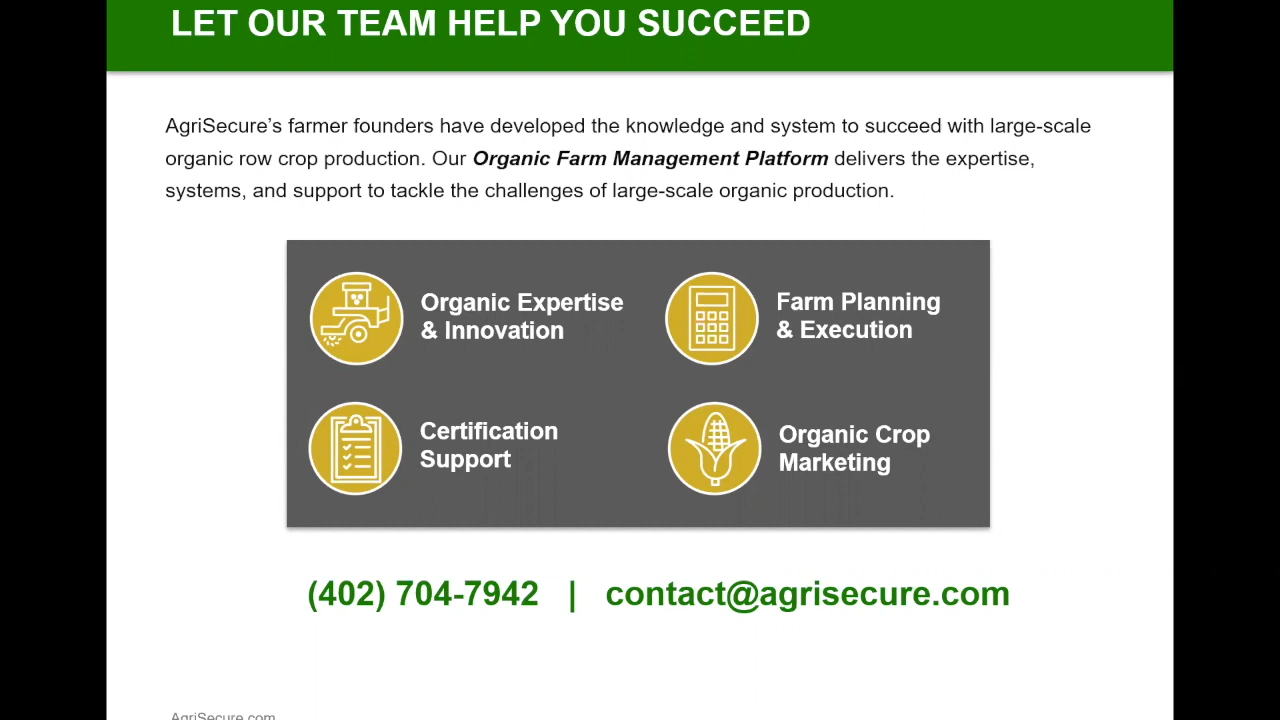 LET OUR TEAM HELP YOU SUCCEED
AgriSecure’s farmer founders have developed the knowledge and system to succeed with large-scale
organic row crop production. Our Organic Farm Management Platform delivers the expertise,
systems, and support to tackle the challenges of large-scale organic production.
Organic Expertise
& Innovation
Farm Planning
& Execution
Certification
Support
Organic Crop
Marketing
(402) 704-7942 | contact@agrisecure.com
AgriSecure.com